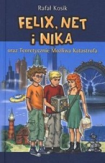 Rafał Kosik
FELIX, NET
i NIKA
oraz Teoretycznie Możliwa Katastrofa